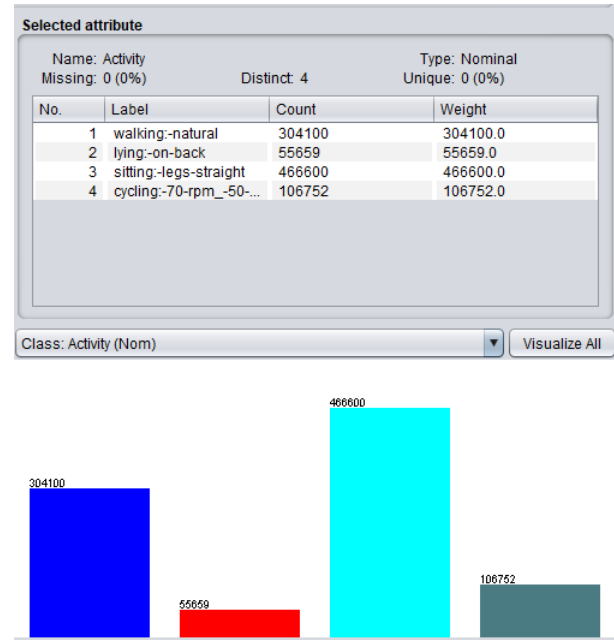 Selected attribute
Name: Activity Type: Nominal
Missing: 0 (0%) Distinct: 4 Unique: 0 (0%)
No. Label Count Weight
1 walking:-natural 304100 304100.0
2 lying:-on-back 55659 55659.0
3 sitting:-legs-straight 466600 466600.0
4 cycling:-70-rpm_-50-... 106752 106752.0
Class: Activity (Nom) Visualize All
466600
304100
106752
55659